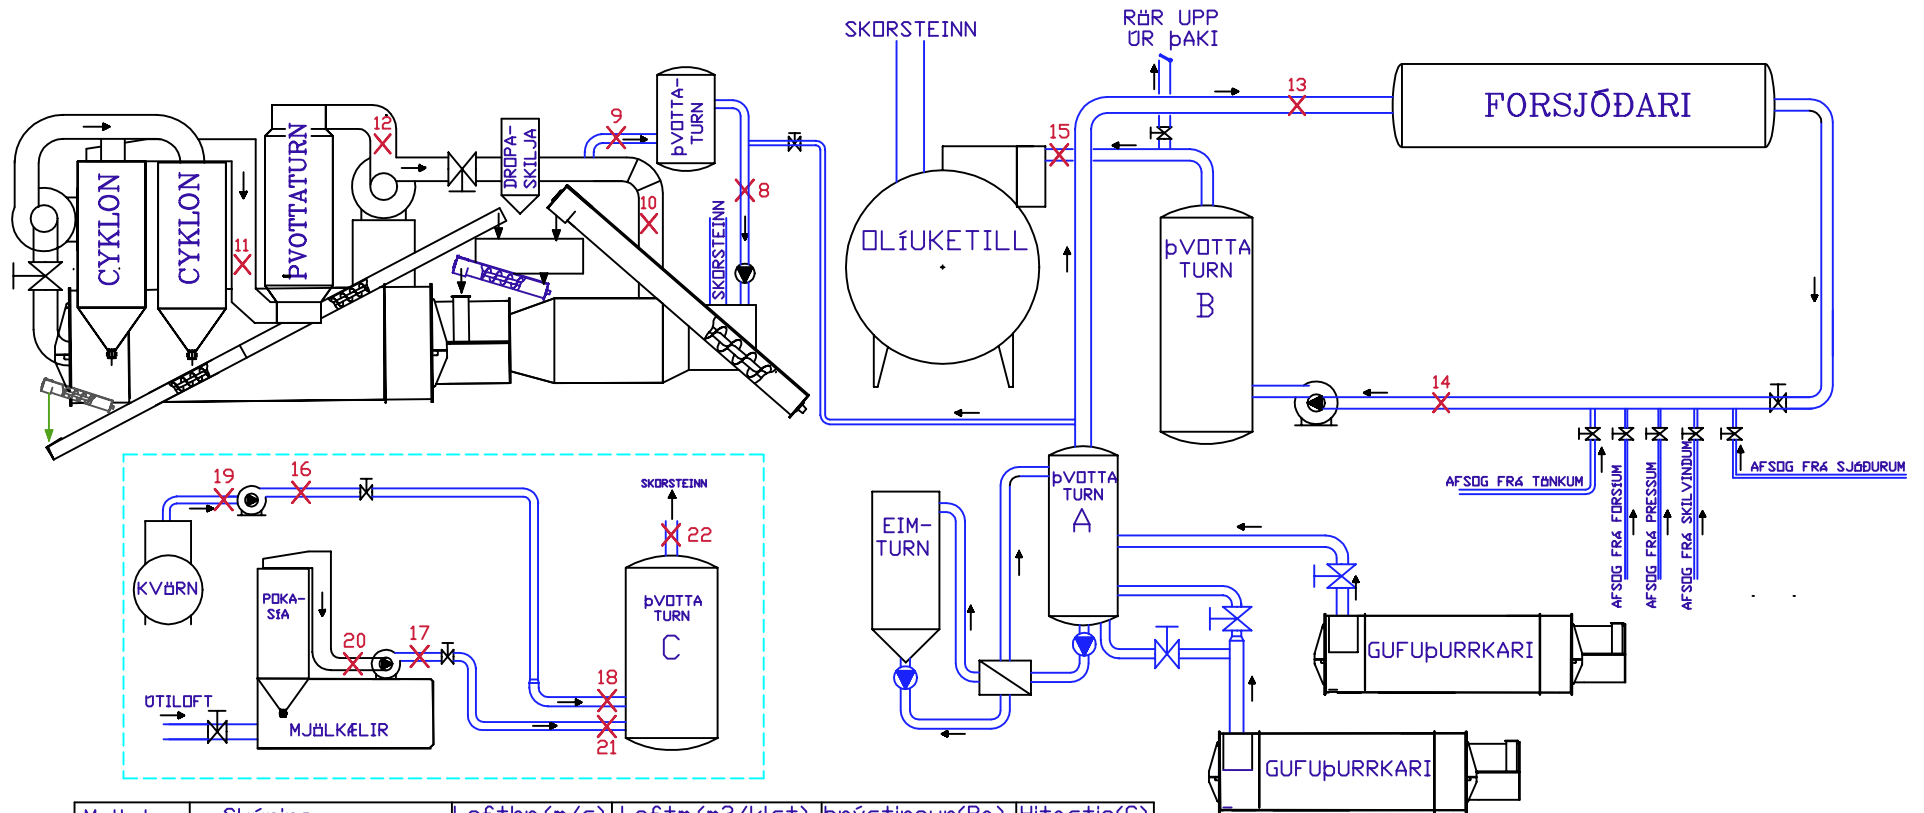 SKORSTEINN
RÖR UPP
ÚR ÞAKI
13
FORSJÓÐARI
9
12
ÞVOTTA-
TURN
DROPA-
SKILJA
15
CYKLON
CYKLON
ÞVOTTATURN
8
10
11
SKORSTEINN
OLÍUKETILL
ÞVOTTA
TURN
B
14
AFSOG FRÁ TÖNKUM
AFSOG FRÁ FORSÍUM
AFSOG FRÁ PRESSUM
AFSOG FRÁ SKILVINDUM
AFSOG FRÁ SJÓÐURUM
19
16
SKORSTEINN
22
KVÖRN
POKA-
SÍA
20
17
ÞVOTTA
TURN
C
18
21
ÚTILOFT
MJÖLKÆLIR
EIM-
TURN
ÞVOTTA
TURN
A
GUFUÞURRKARI
GUFUÞURRKARI